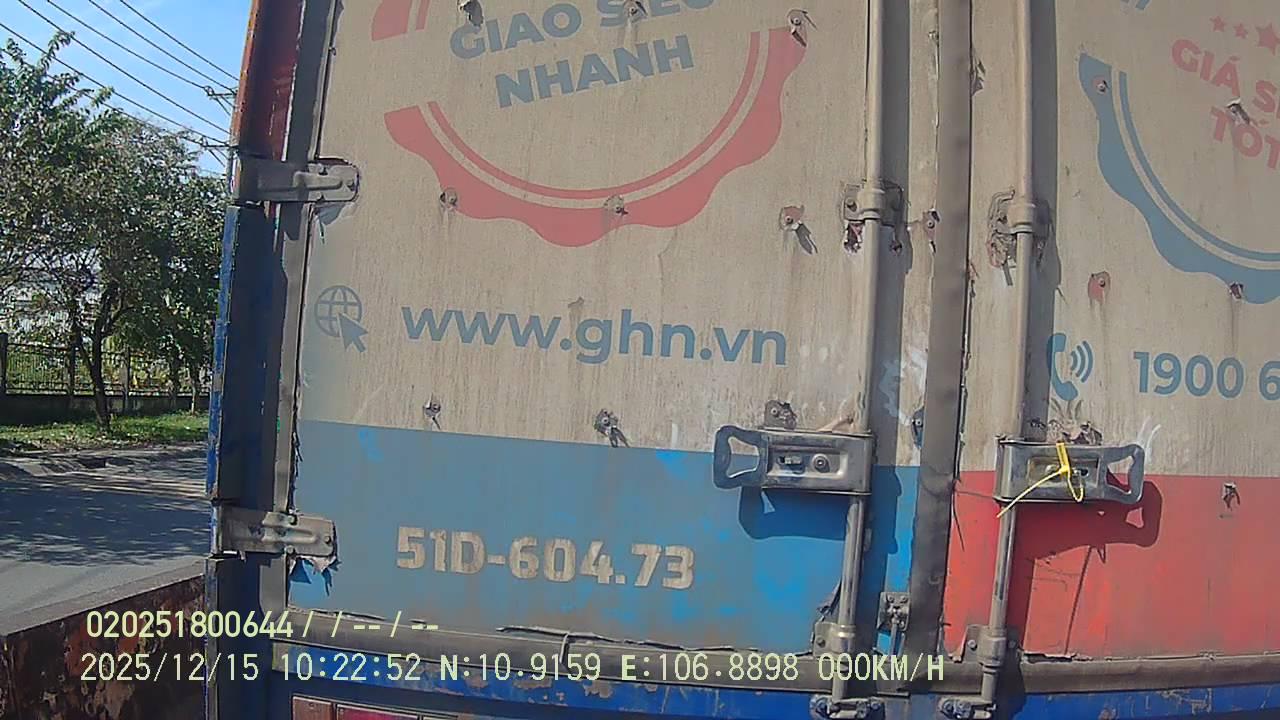 GIAO SIÊU
NHANH
GIÁ
TỐT
www.ghn.vn
1900 6
51D-604.73
020251800644/ /--/--
2025/12/15 10:22:52 N:10.9159 E:106.8898 000KM/H